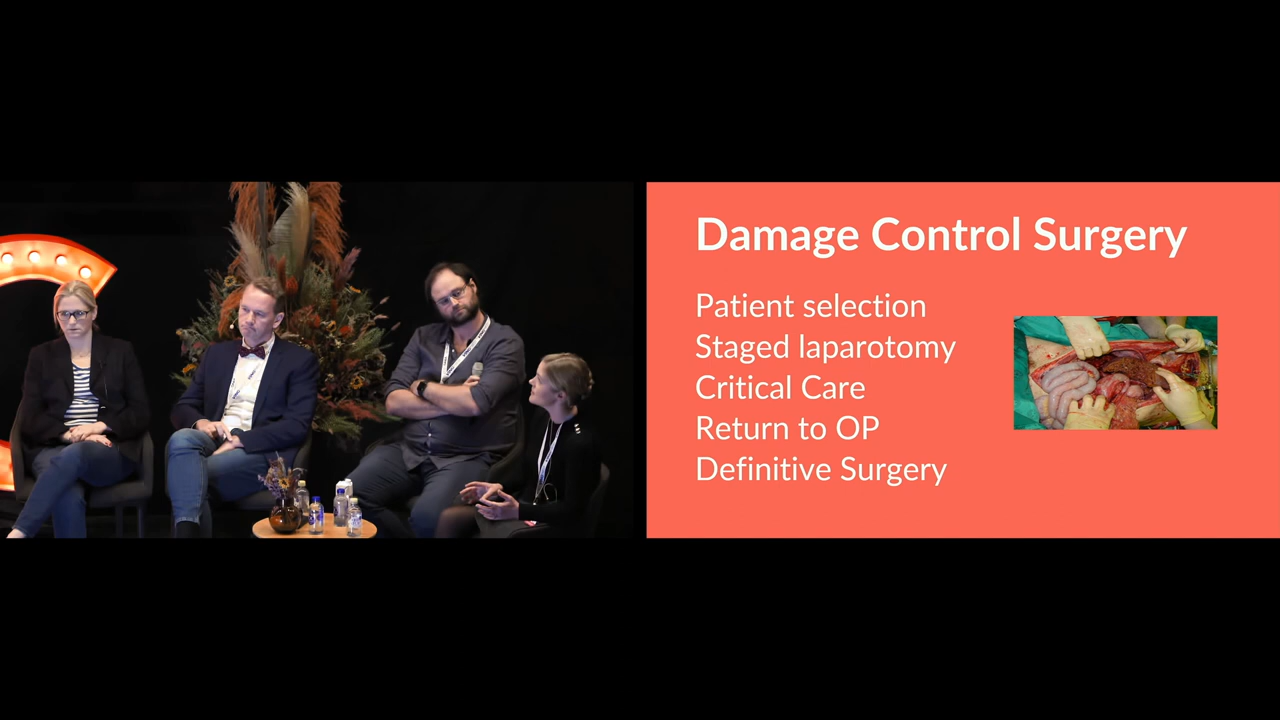 Damage Control Surgery
Patient selection
Staged laparotomy
Critical Care
Return to OP
Definitive Surgery